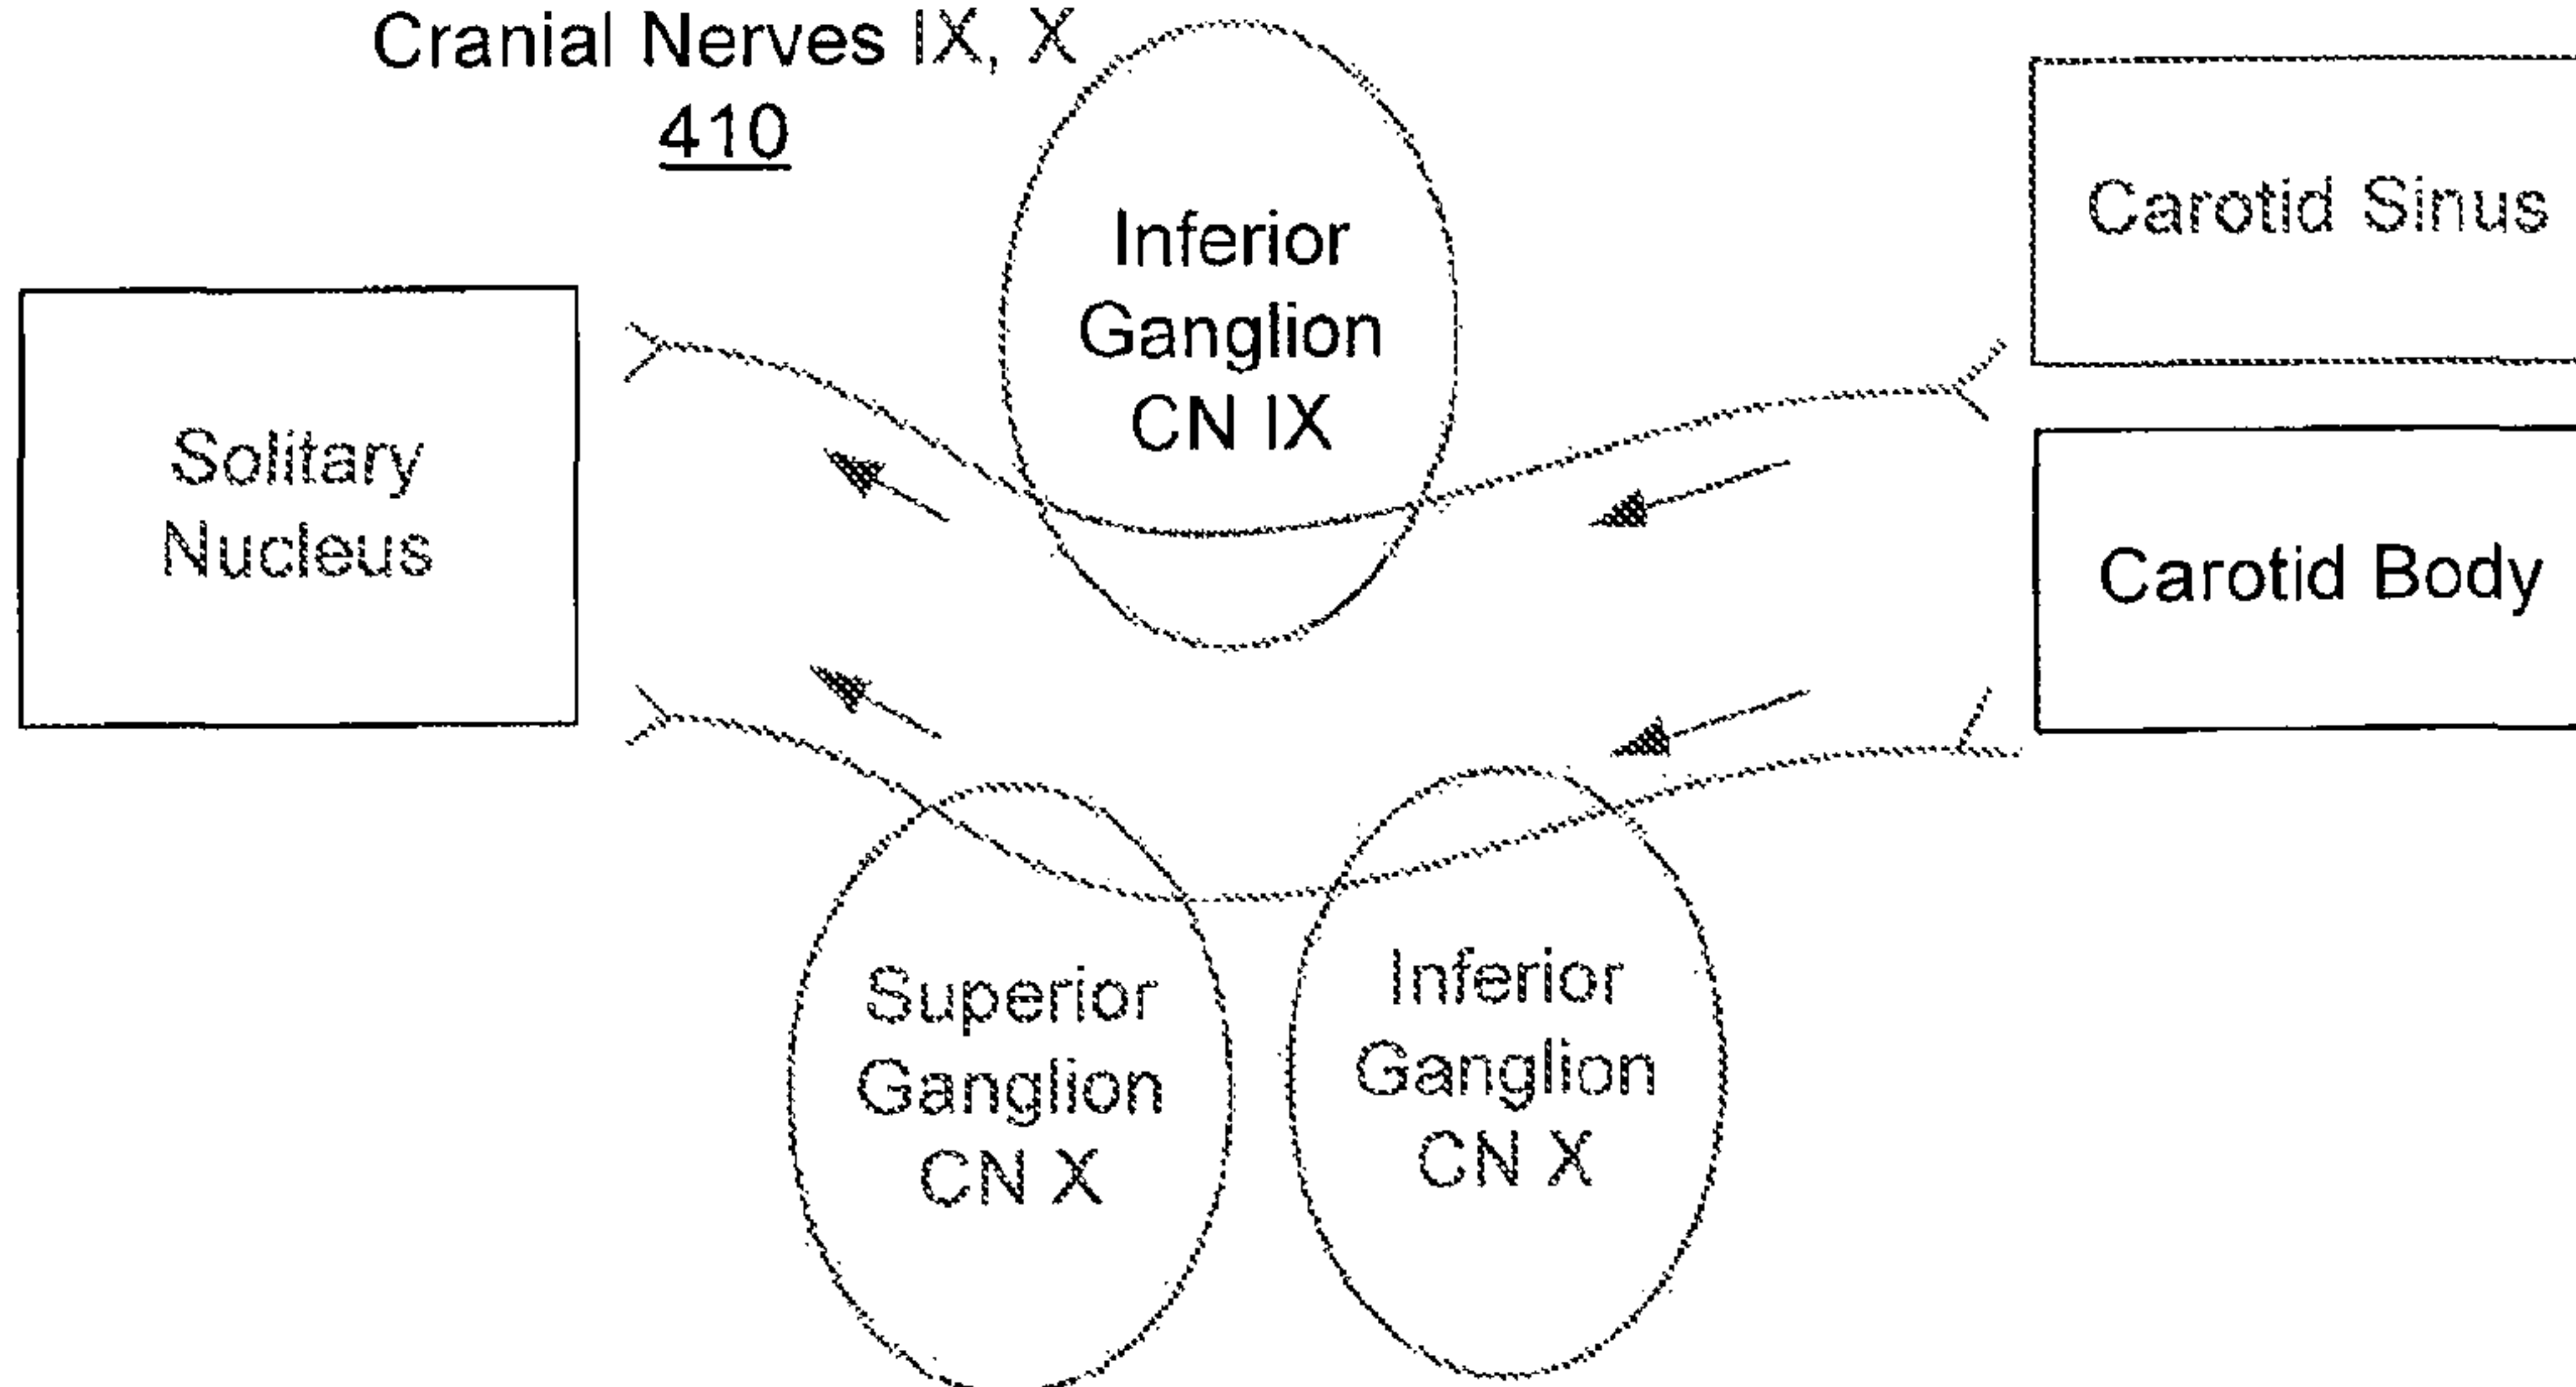 Cranial Nerves IX, X
410
Inferior
Ganglion
CN IX
Carotid Sinus
Solitary
Nucleus
Carotid Body
Superior
Ganglion
CN X
Inferior
Ganglion
CN X